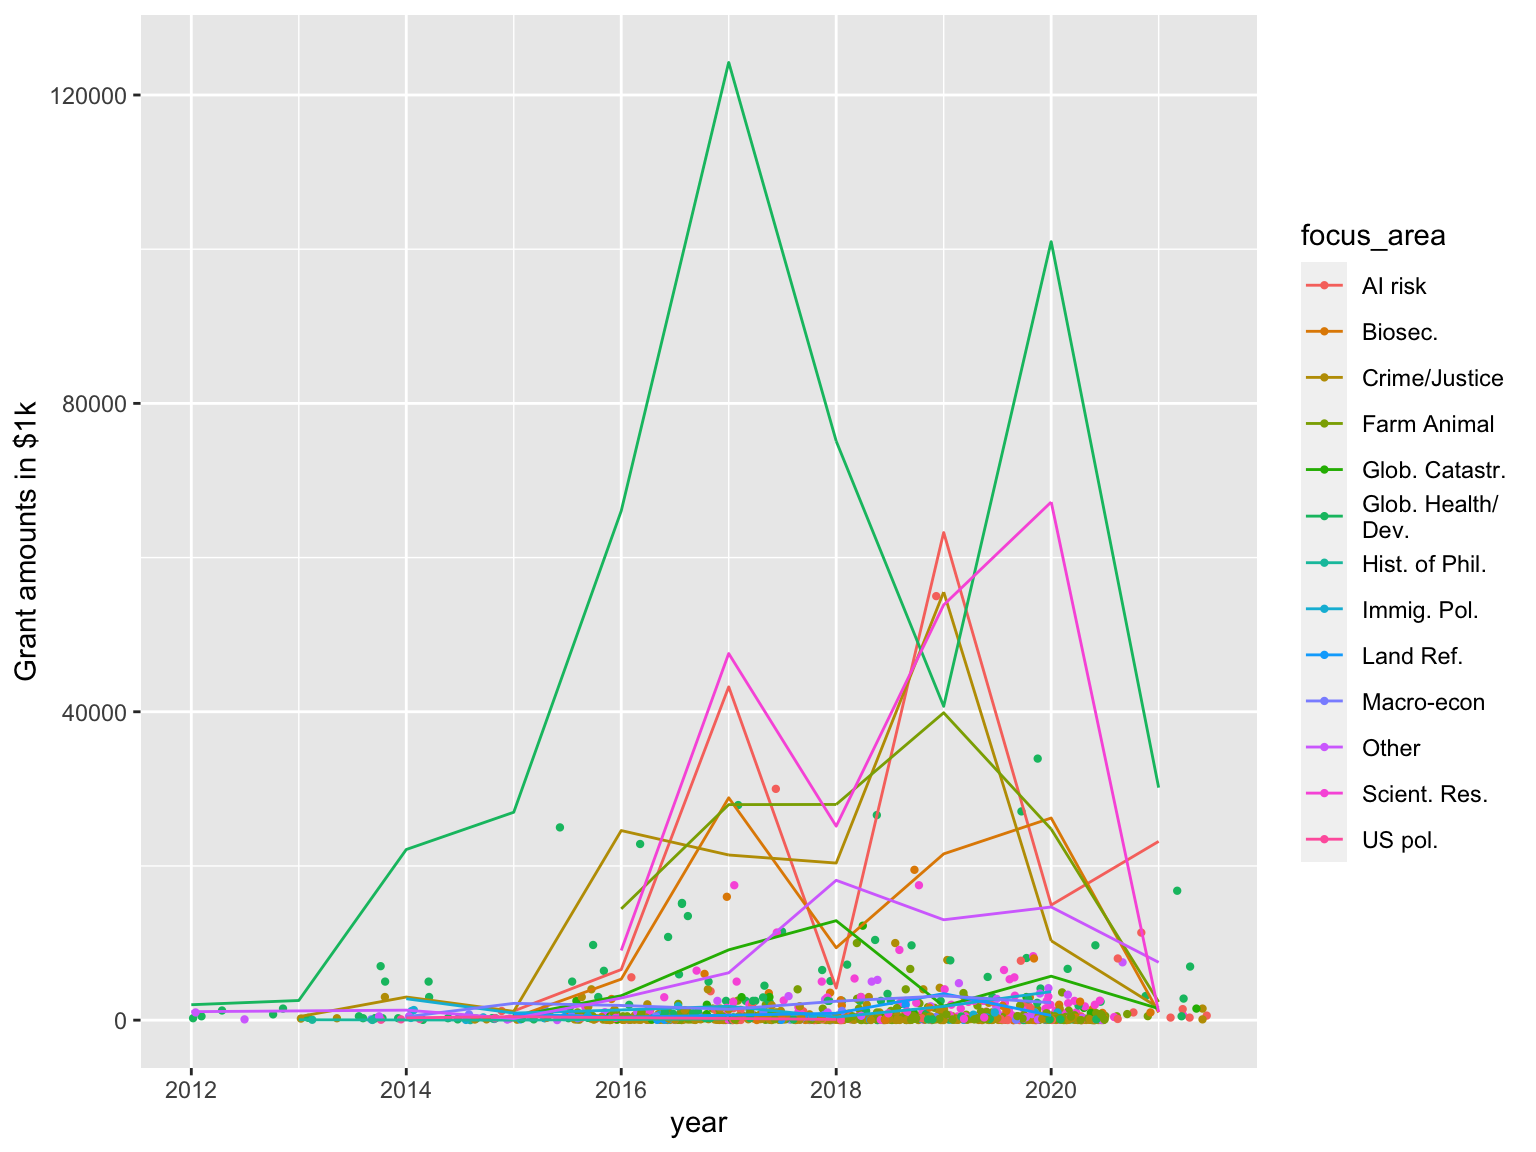 120000
80000
40000
0
Grant amounts in $1k
2012
2014
2016
2018
2020
year
focus_area
AI risk
Biosec.
Crime/Justice
Farm Animal
Glob. Catastr.
Glob. Health/
Dev.
Hist. of Phil.
Immig. Pol.
Land Ref.
Macro-econ
Other
Scient. Res.
US pol.